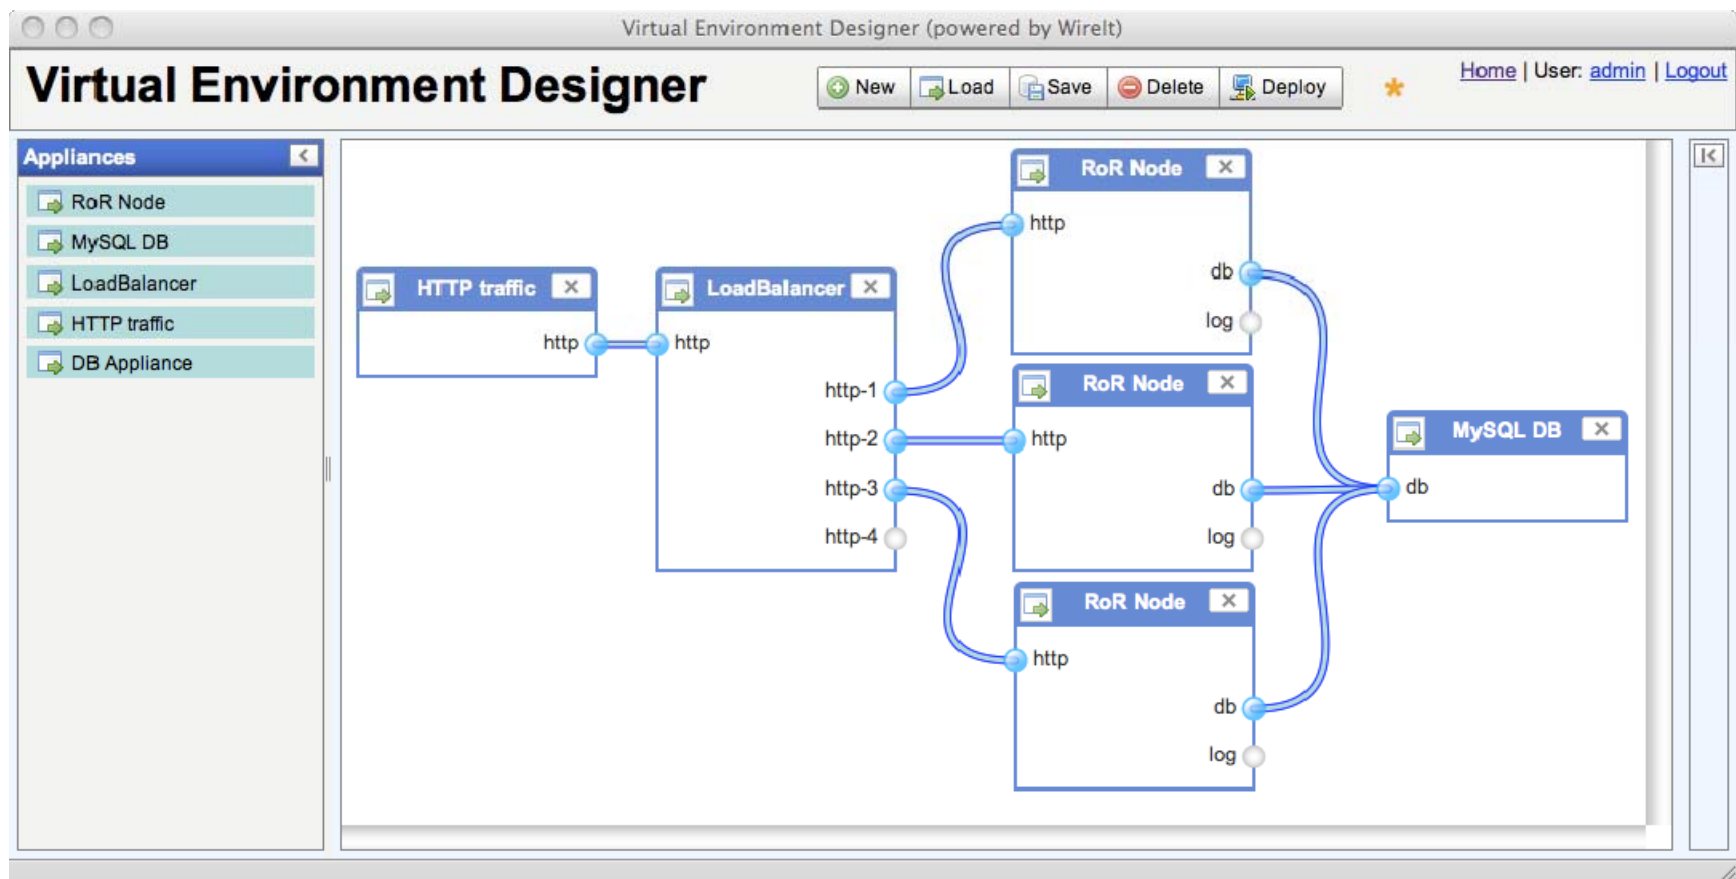 Virtual Environment Designer (powered by WireIt)
Virtual Environment Designer
New Load Save Delete Deploy
Home | User: admin | Logout
Appliances
RoR Node
MySQL DB
LoadBalancer
HTTP traffic
DB Appliance
HTTP traffic
http
LoadBalancer
http
http-1
http-2
http-3
http-4
RoR Node
http
db
log
RoR Node
http
db
log
RoR Node
http
db
log
MySQL DB
db